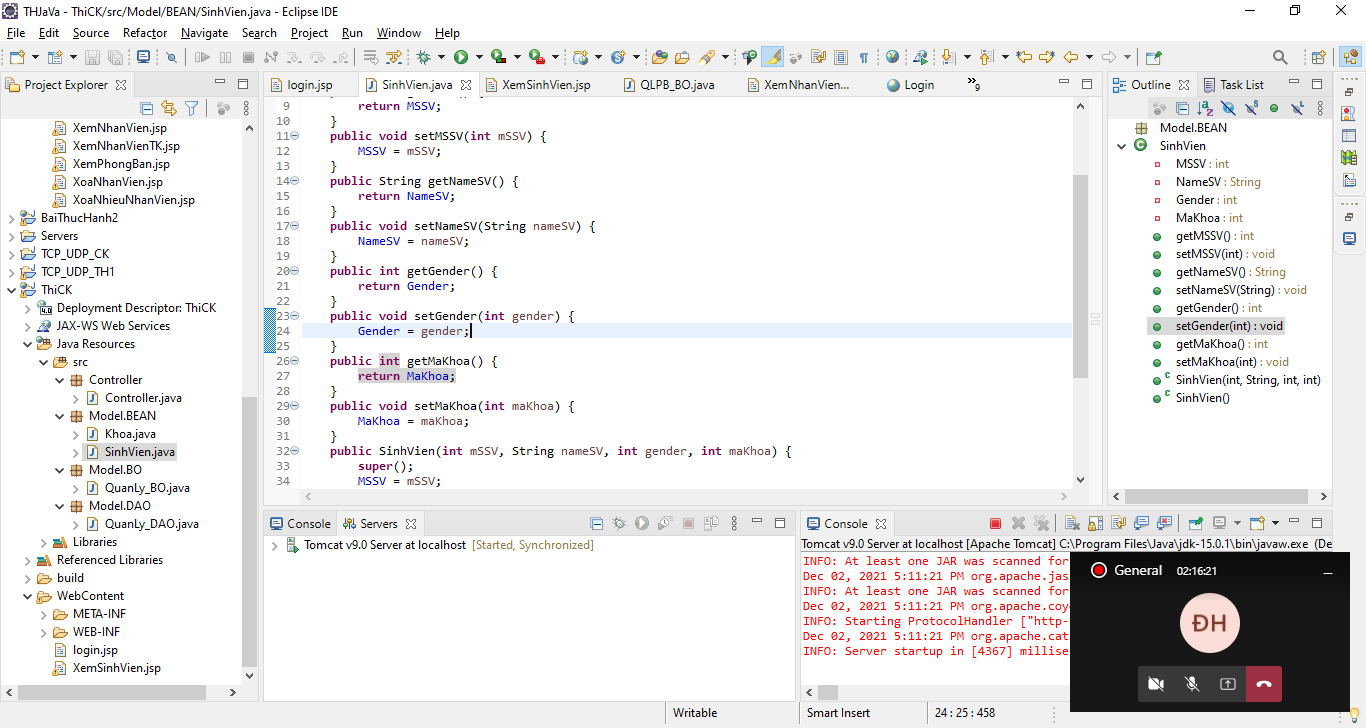 THJaVa - ThiCK/src/Model/BEAN/SinhVien.java - Eclipse IDE
File Edit Source Refactor Navigate Search Project Run Window Help
Project Explorer
XemNhanVien.jsp
XemNhanVienTK.jsp
XemPhongBan.jsp
XoaNhanVien.jsp
XoaNhieuNhanVien.jsp
BaiThucHanh2
Servers
TCP_UDP_CK
TCP_UDP_TH1
ThiCK
Deployment Descriptor: ThiCK
JAX-WS Web Services
Java Resources
src
Controller
Controller.java
Model.BEAN
Khoa.java
SinhVien.java
Model.BO
QuanLy_BO.java
Model.DAO
QuanLy_DAO.java
Libraries
Referenced Libraries
build
WebContent
META-INF
WEB-INF
login.jsp
XemSinhVien.jsp
login.jsp SinhVien.java XemSinhVien.jsp QLPB_BO.java XemNhanVien... Login »9
9 return MSSV;
10 }
11 public void setMSSV(int mSSV) {
12 MSSV = mSSV;
13 }
14 public String getNameSV() {
15 return NameSV;
16 }
17 public void setNameSV(String nameSV) {
18 NameSV = nameSV;
19 }
20 public int getGender() {
21 return Gender;
22 }
23 public void setGender(int gender) {
24 Gender = gender;
25 }
26 public int getMaKhoa() {
27 return MaKhoa;
28 }
29 public void setMaKhoa(int maKhoa) {
30 MaKhoa = maKhoa;
31 }
32 public SinhVien(int mSSV, String nameSV, int gender, int maKhoa) {
33 super();
34 MSSV = mSSV;
Outline Task List
Model.BEAN
SinhVien
MSSV : int
NameSV : String
Gender : int
MaKhoa : int
getMSSV() : int
setMSSV(int) : void
getNameSV() : String
setNameSV(String) : void
getGender() : int
setGender(int) : void
getMaKhoa() : int
setMaKhoa(int) : void
SinhVien(int, String, int, int)
SinhVien()
Console Servers
Tomcat v9.0 Server at localhost [Started, Synchronized]
Console
Tomcat v9.0 Server at localhost [Apache Tomcat] C:\Program Files\Java\jdk-15.0.1\bin\javaw.exe (De
INFO: At least one JAR was scanned for
Dec 02, 2021 5:11:21 PM org.apache.jas
INFO: At least one JAR was scanned for
Dec 02, 2021 5:11:21 PM org.apache.coy
INFO: Starting ProtocolHandler ["http-
Dec 02, 2021 5:11:21 PM org.apache.cat
INFO: Server startup in [4367] millise
General 02:16:21
ĐH
Writable Smart Insert 24 : 25 : 458